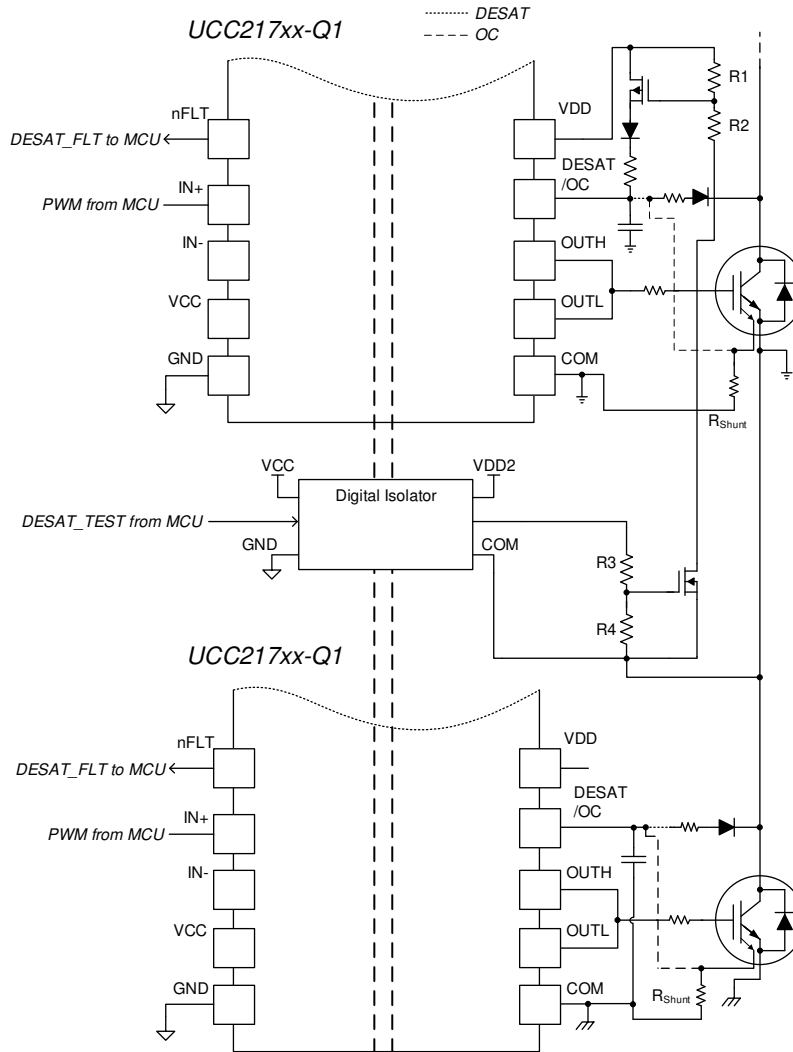 UCC217xx-Q1
DESAT
OC
nFLT
DESAT_FLT to MCU
IN+
PWM from MCU
IN-
VCC
GND
VDD
DESAT
/OC
OUTH
OUTL
COM
R1
R2
RShunt
VCC
Digital Isolator
VDD2
DESAT_TEST from MCU
GND
COM
R3
R4
UCC217xx-Q1
nFLT
DESAT_FLT to MCU
IN+
PWM from MCU
IN-
VCC
GND
VDD
DESAT
/OC
OUTH
OUTL
COM
RShunt